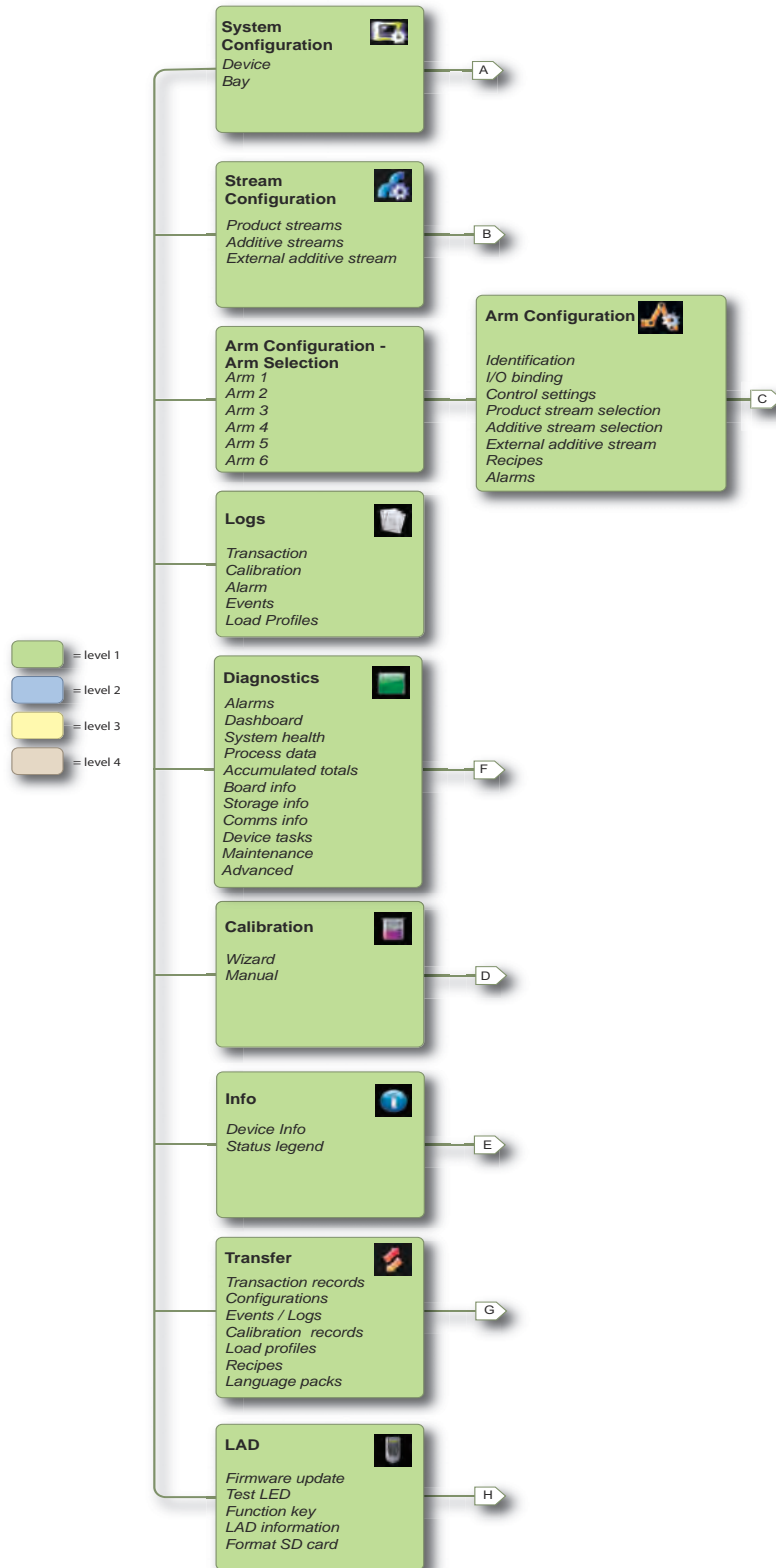 System
Configuration
Device
Bay
A
Stream
Configuration
Product streams
Additive streams
External additive stream
B
Arm Configuration -
Arm Selection
Arm 1
Arm 2
Arm 3
Arm 4
Arm 5
Arm 6
Arm Configuration
Identification
I/O binding
Control settings
Product stream selection
Additive stream selection
External additive stream
Recipes
Alarms
C
Logs
Transaction
Calibration
Alarm
Events
Load Profiles
= level 1
= level 2
= level 3
= level 4
Diagnostics
Alarms
Dashboard
System health
Process data
Accumulated totals
Board info
Storage info
Comms info
Device tasks
Maintenance
Advanced
F
Calibration
Wizard
Manual
D
Info
Device Info
Status legend
E
Transfer
Transaction records
Configurations
Events / Logs
Calibration records
Load profiles
Recipes
Language packs
G
LAD
Firmware update
Test LED
Function key
LAD information
Format SD card
H